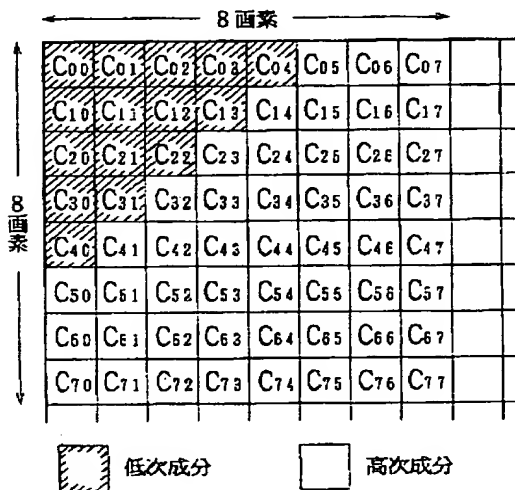 8画素
C00 C01 C02 C03 C04 C05 C06 C07
C10 C11 C12 C13 C14 C15 C16 C17
C20 C21 C22 C23 C24 C25 C26 C27
C30 C31 C32 C33 C34 C35 C36 C37
8画素
C40 C41 C42 C43 C44 C45 C46 C47
C50 C51 C52 C53 C54 C55 C56 C57
C60 C61 C62 C63 C64 C65 C66 C67
C70 C71 C72 C73 C74 C75 C76 C77
低次成分 高次成分